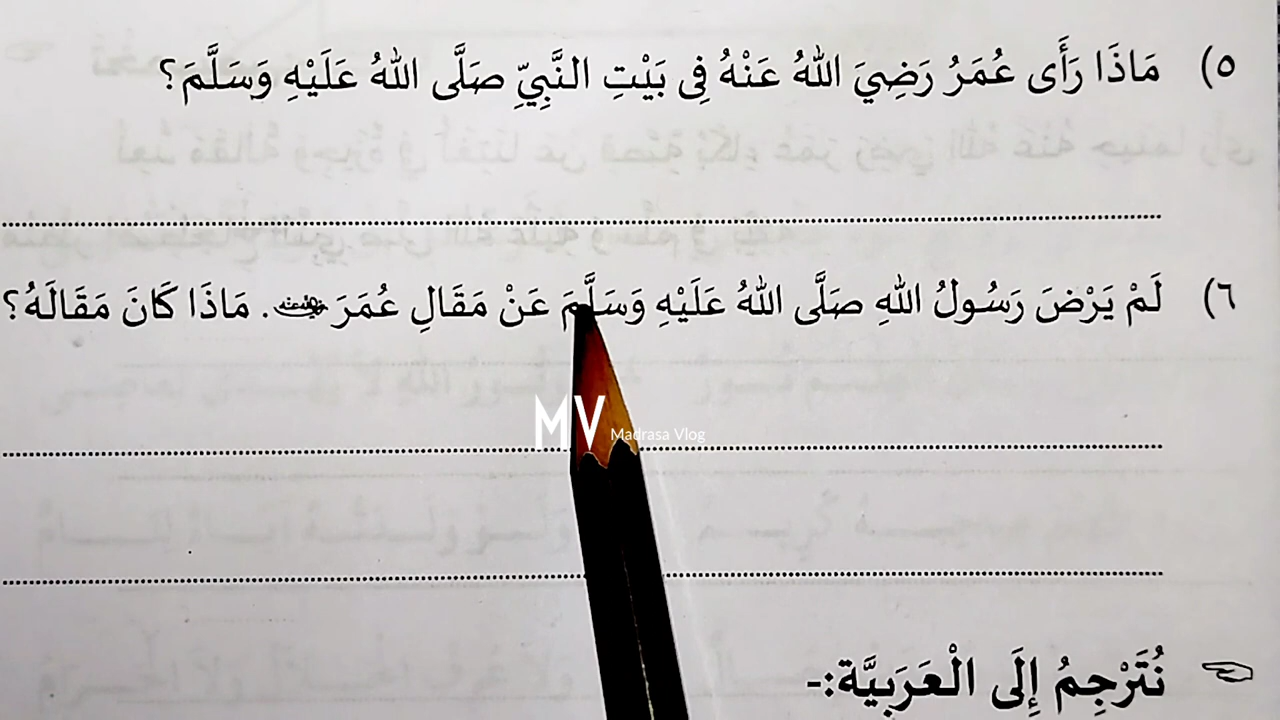 ٥) مَاذَا رَأَى عُمَرُ رَضِيَ اللهُ عَنْهُ فِى بَيْتِ النَّبِيِّ صَلَّى اللهُ عَلَيْهِ وَسَلَّمَ؟
٦) لَمْ يَرْضَ رَسُولُ اللهِ صَلَّى اللهُ عَلَيْهِ وَسَلَّمَ عَنْ مَقَالِ عُمَرَ. مَاذَا كَانَ مَقَالَهُ؟
MV Madrasa Vlog
نُتَرْجِمُ إِلَى الْعَرَبِيَّة:-